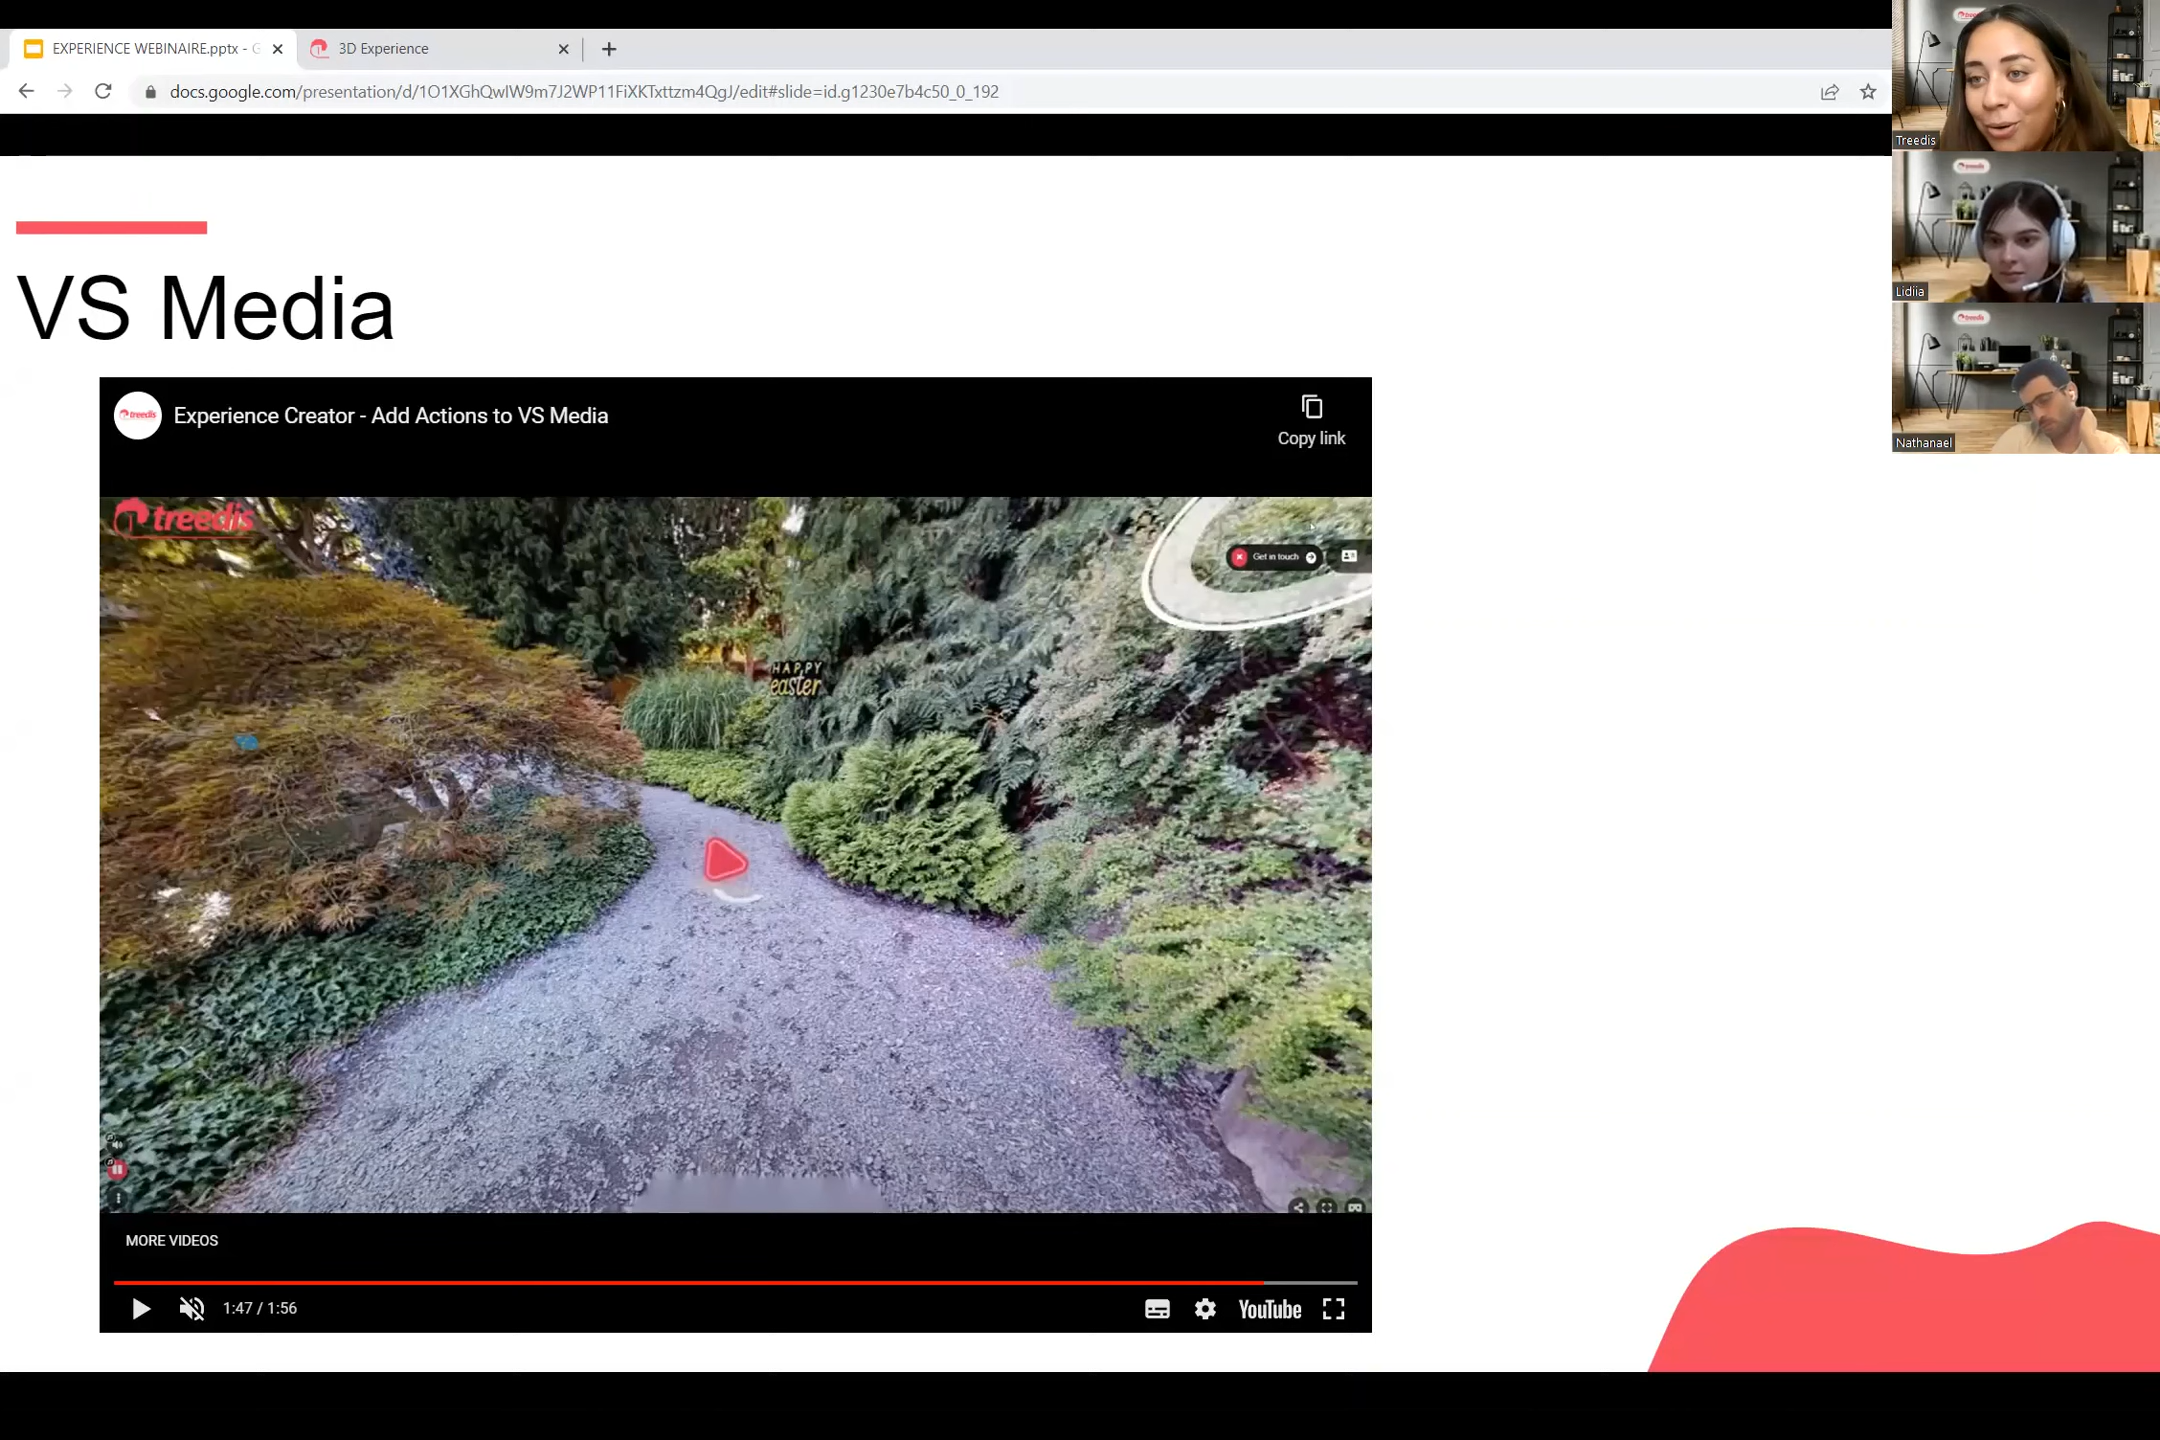 EXPERIENCE WEBINAIRE.pptx - G
3D Experience
docs.google.com/presentation/d/1O1XGhQwIW9m7J2WP11FiXKTxttzm4QgJ/edit#slide=id.g1230e7b4c50_0_192
Treedis
Lidiia
Nathanael
VS Media
treedis
Experience Creator - Add Actions to VS Media
Copy link
treedis
Get in touch
HAPPY
easter
MORE VIDEOS
1:47 / 1:56
YouTube